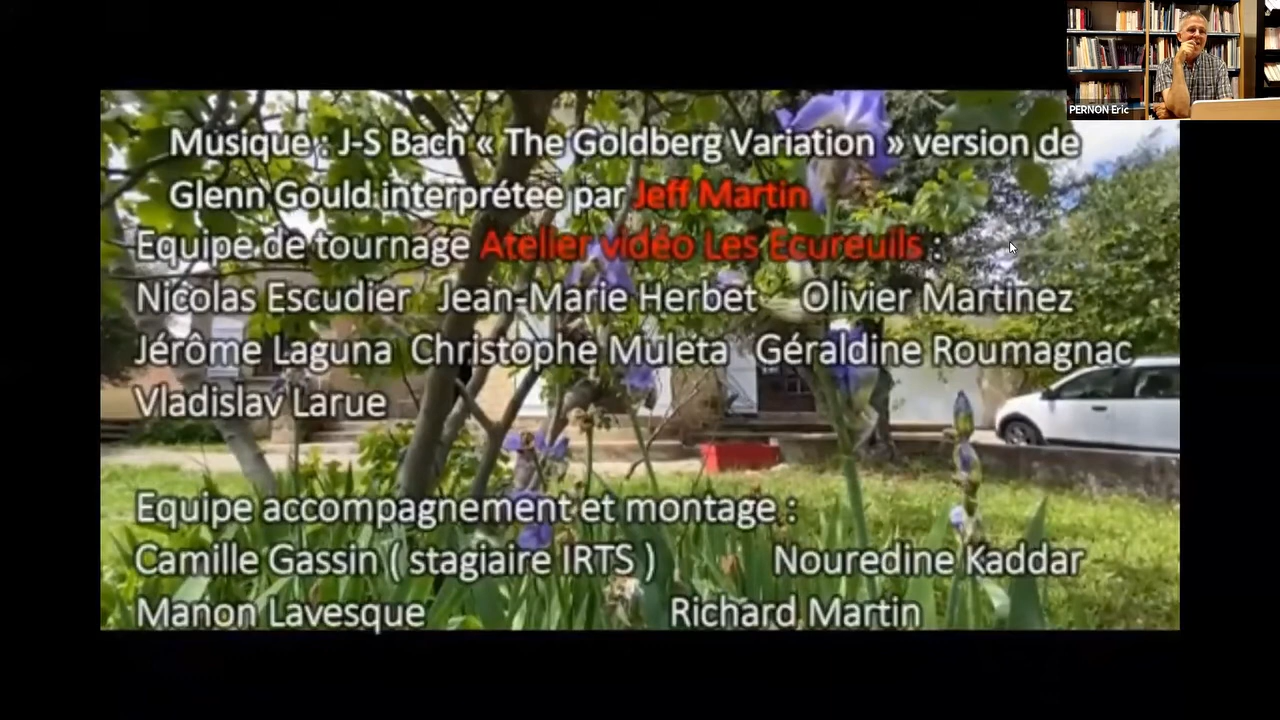 PERNON Eric
Musique : J-S Bach « The Goldberg Variation » version de
Glenn Gould interprétée par Jeff Martin
Equipe de tournage Atelier vidéo Les Ecureuils :
Nicolas Escudier Jean-Marie Herbet Olivier Martinez
Jérôme Laguna Christophe Muleta Géraldine Roumagnac
Vladislav Larue
Equipe accompagnement et montage :
Camille Gassin ( stagiaire IRTS ) Nouredine Kaddar
Manon Lavesque Richard Martin